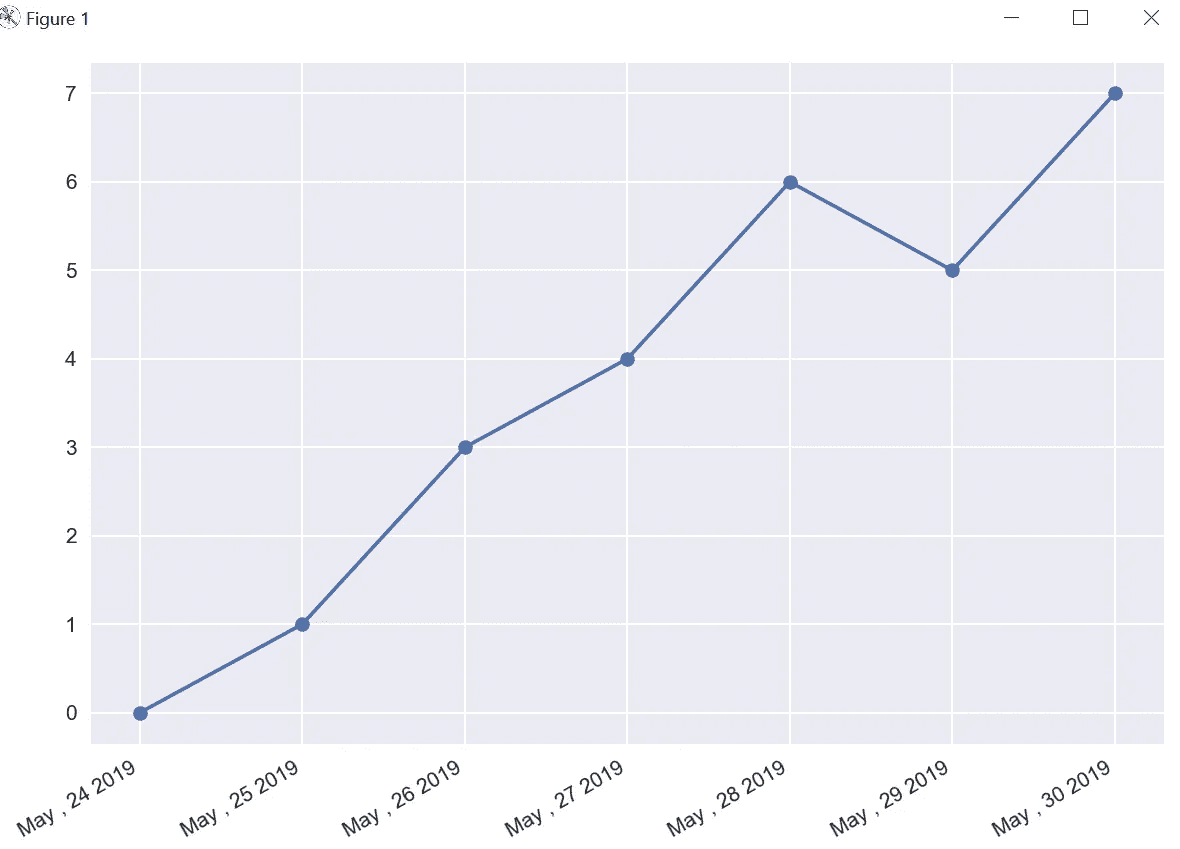 Figure 1
7
6
5
4
3
2
1
0
May , 24 2019
May , 25 2019
May , 26 2019
May , 27 2019
May , 28 2019
May , 29 2019
May , 30 2019